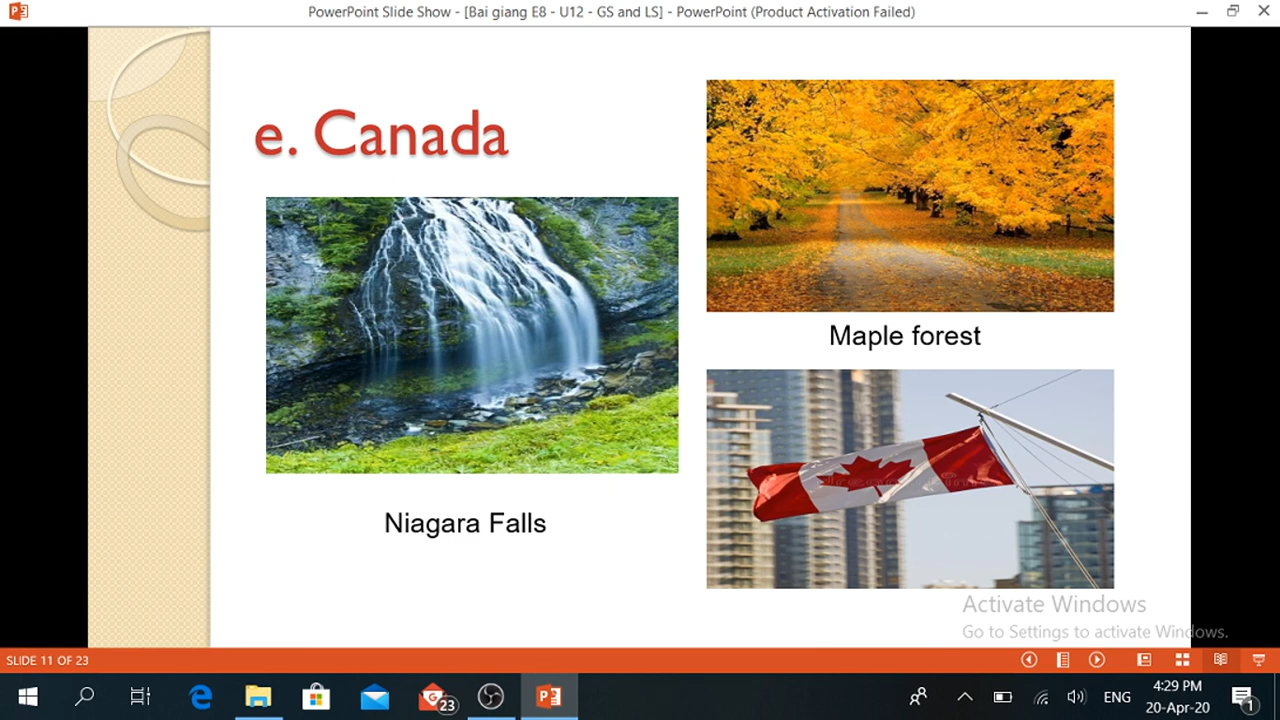 PowerPoint Slide Show - [Bai giang E8 - U12 - GS and LS] - PowerPoint (Product Activation Failed)
e. Canada
Maple forest
Niagara Falls
Activate Windows
Go to Settings to activate Windows.
SLIDE 11 OF 23
23
ENG
4:29 PM
20-Apr-20
1